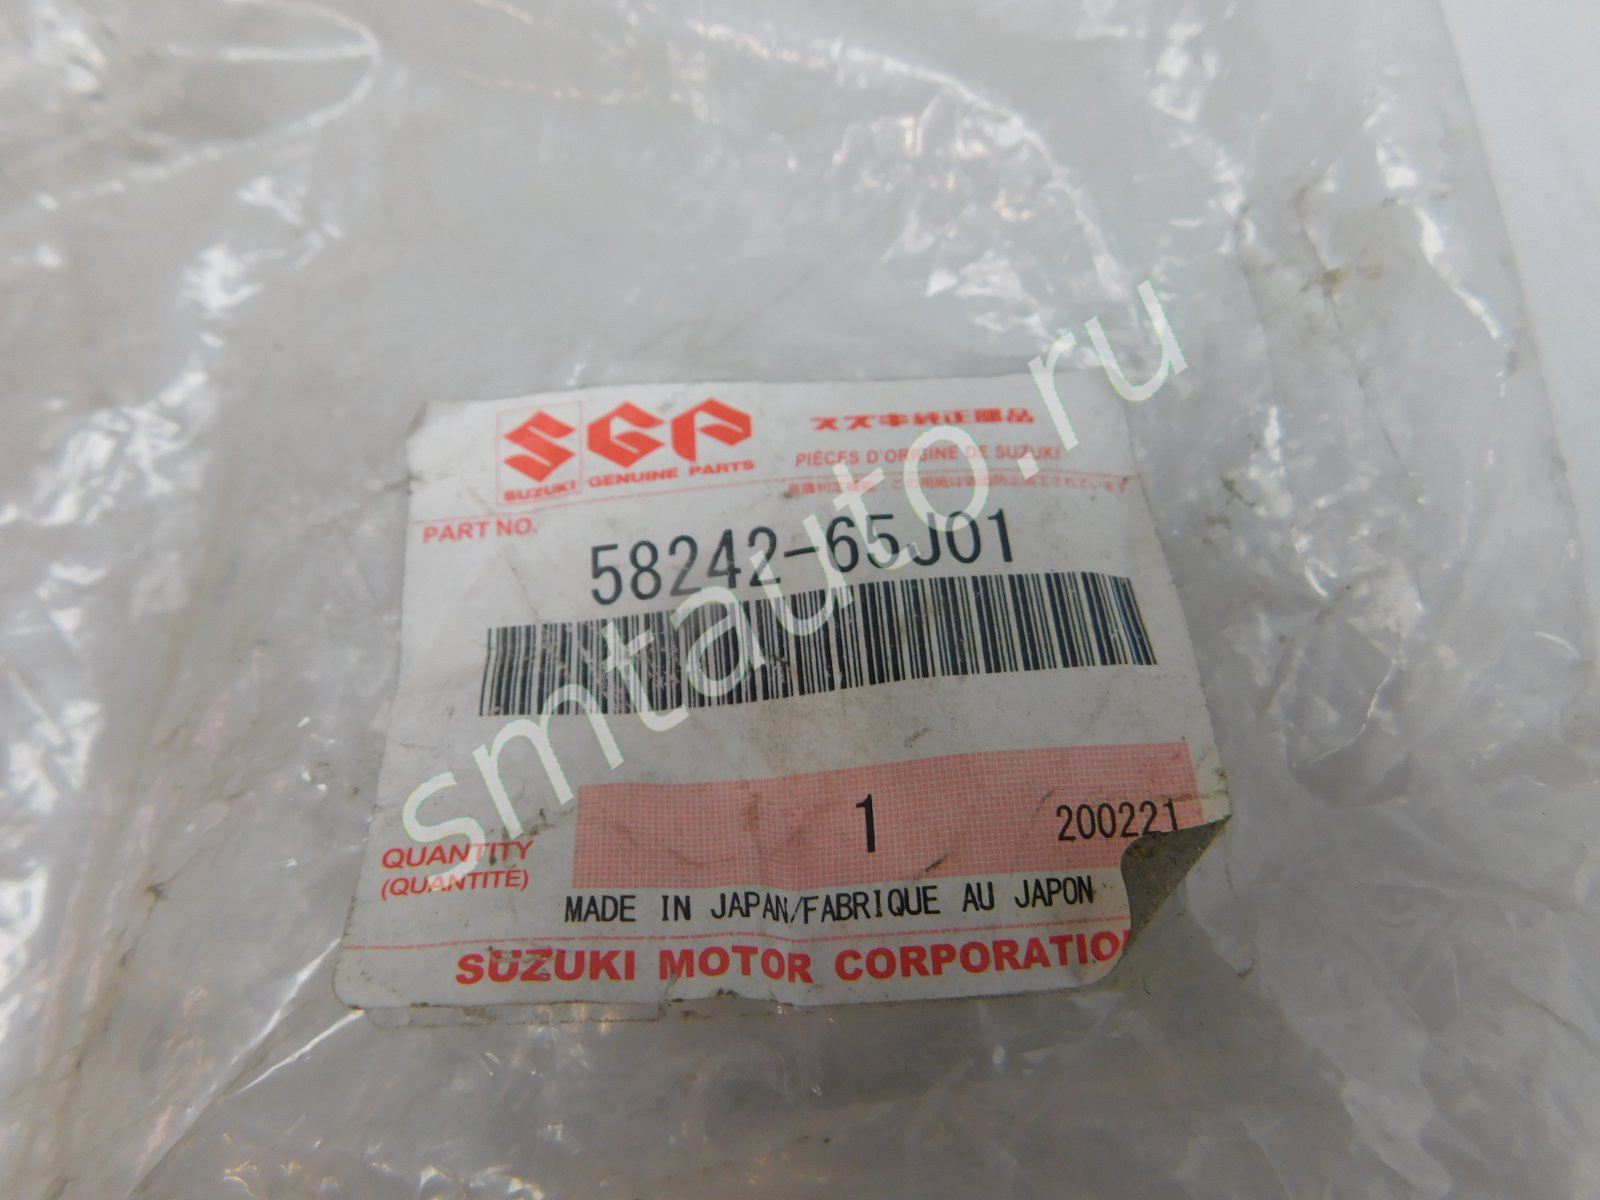 SGP スズキ純正部品
SUZUKI GENUINE PARTS PIÈCES D'ORIGINE DE SUZUKI
PART NO. 58242-65J01
QUANTITY 1 200221
(QUANTITÉ)
MADE IN JAPAN/FABRIQUE AU JAPON
SUZUKI MOTOR CORPORATIO
smtauto.ru